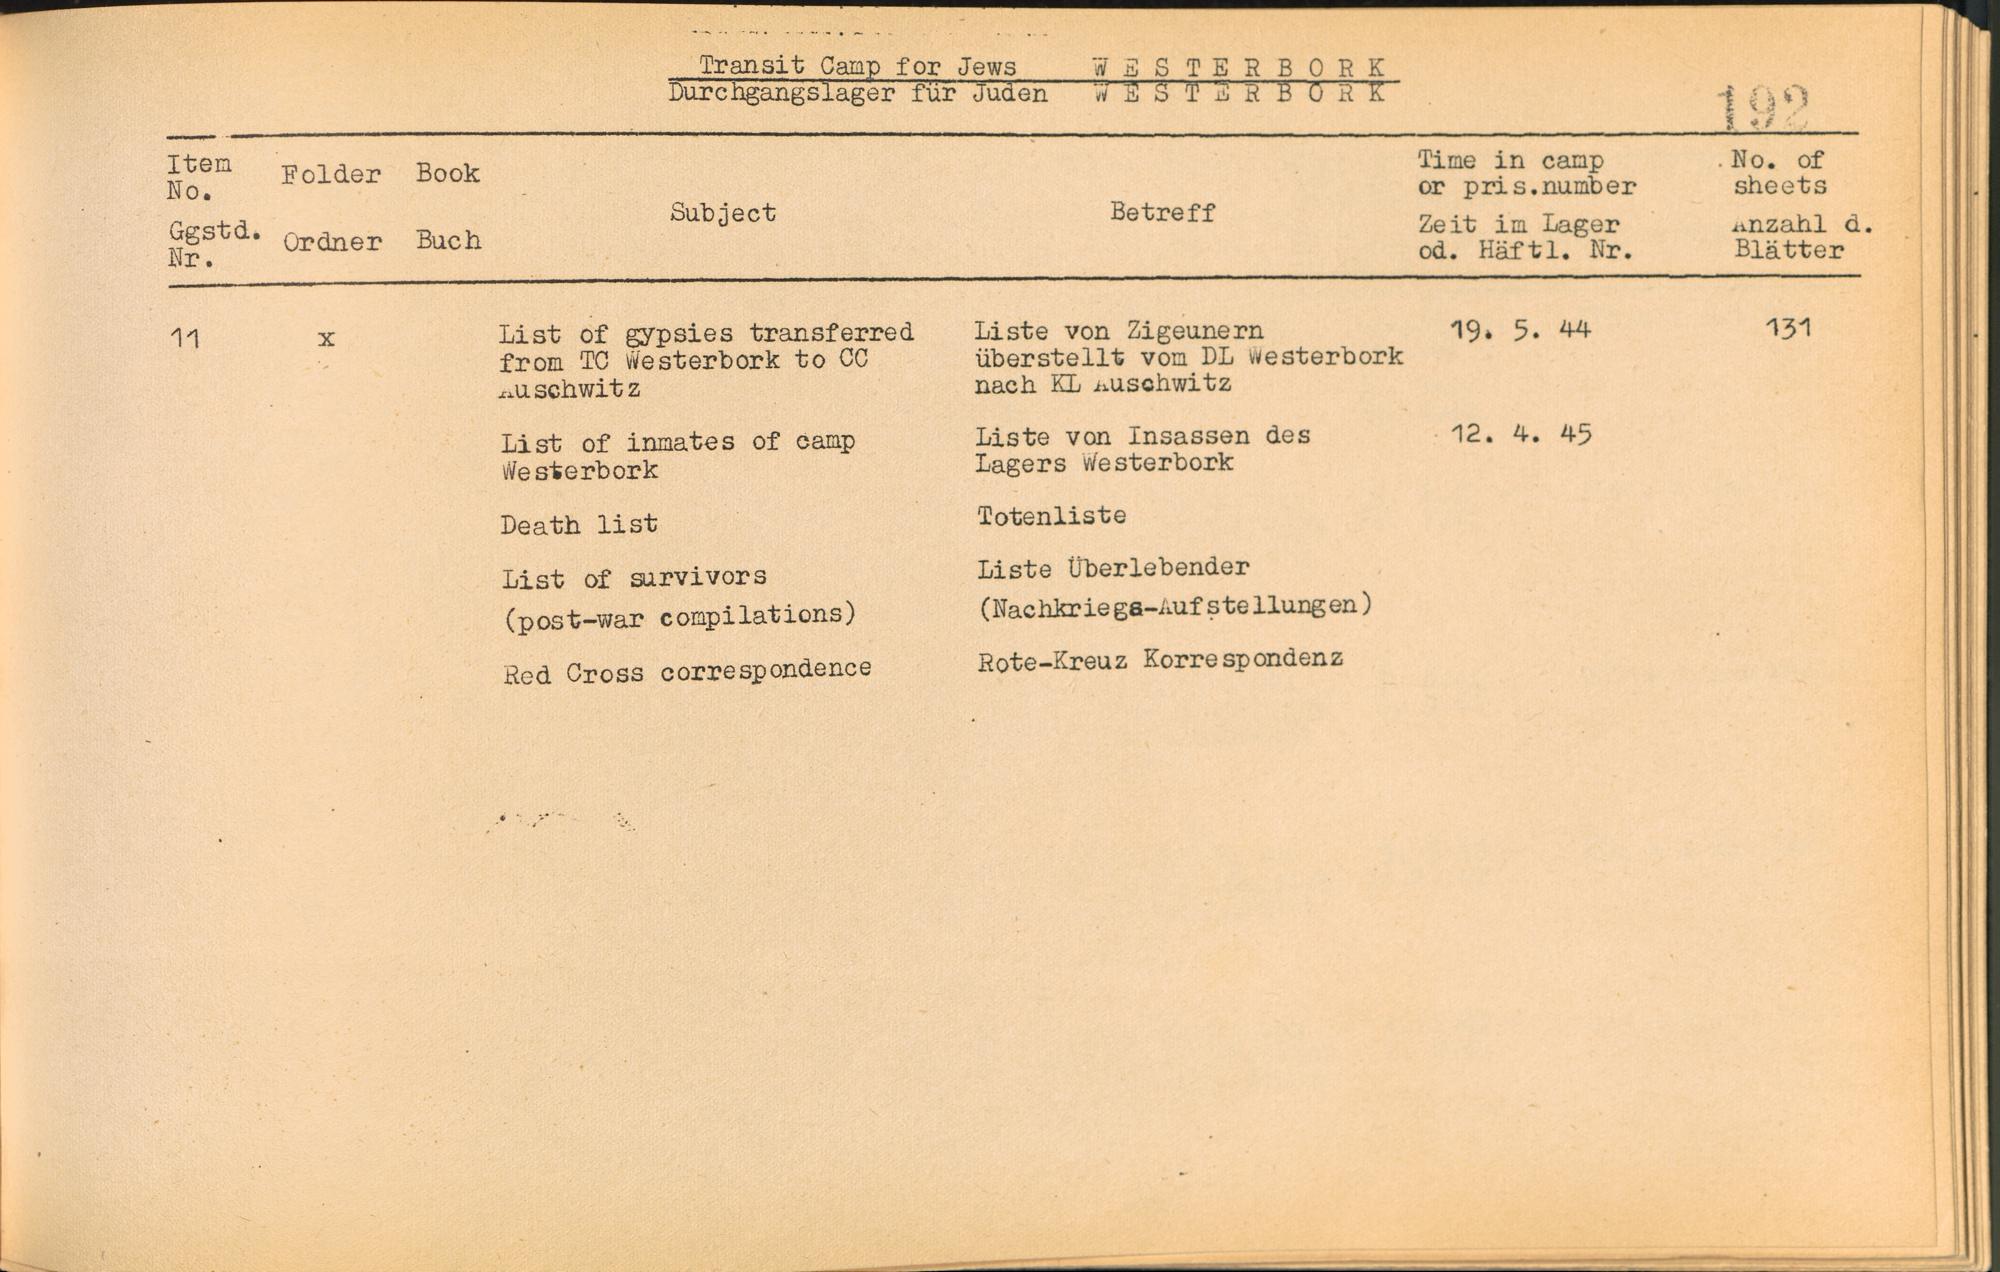 Transit Camp for Jews W E S T E R B O R K
Durchgangslager für Juden W E S T E R B O R K
192
Item No. Folder Book
Ggstd. Nr. Ordner Buch
Subject
Betreff
Time in camp
or pris.number
Zeit im Lager
od. Häftl. Nr.
No. of
sheets
Anzahl d.
Blätter
11 x
List of gypsies transferred
from TC Westerbork to CC
Auschwitz
Liste von Zigeunern
überstellt vom DL Westerbork
nach KL Auschwitz
19. 5. 44
131
List of inmates of camp
Westerbork
Liste von Insassen des
Lagers Westerbork
12. 4. 45
Death list
Totenliste
List of survivors
(post-war compilations)
Liste Überlebender
(Nachkriegs-Aufstellungen)
Red Cross correspondence
Rote-Kreuz Korrespondenz